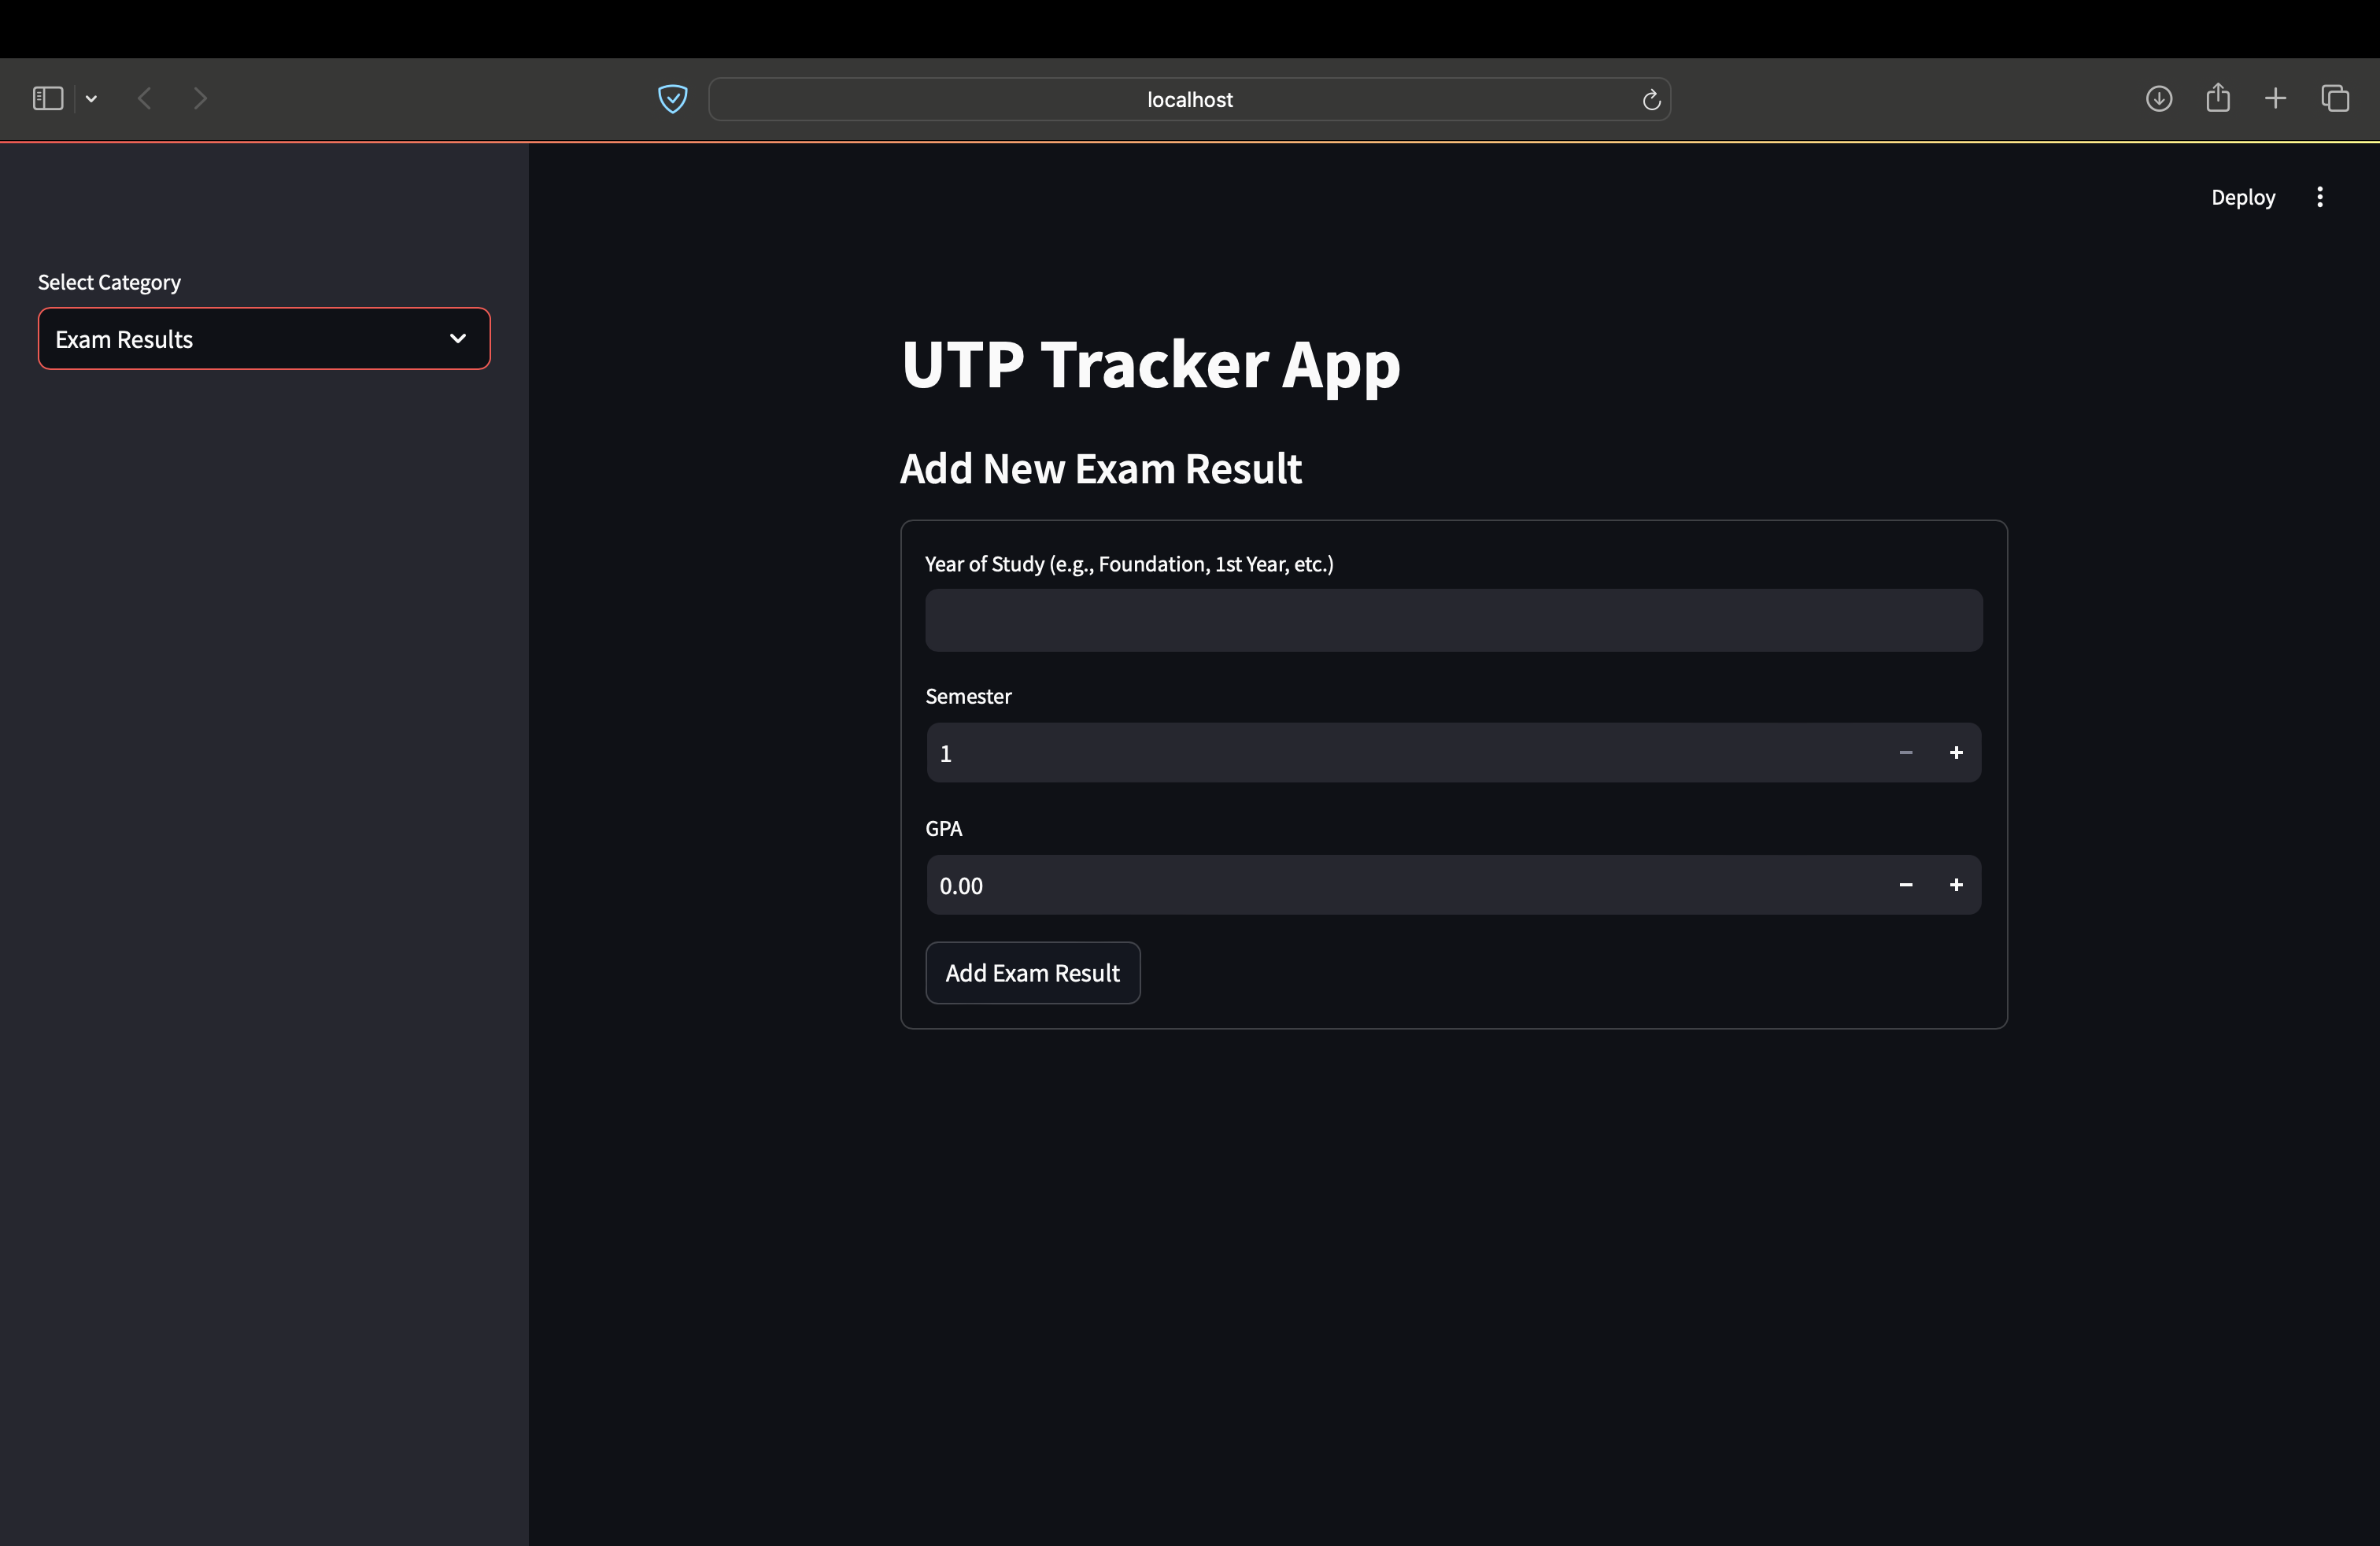 localhost
Deploy
Select Category
Exam Results
UTP Tracker App
Add New Exam Result
Year of Study (e.g., Foundation, 1st Year, etc.)
Semester
1
GPA
0.00
Add Exam Result